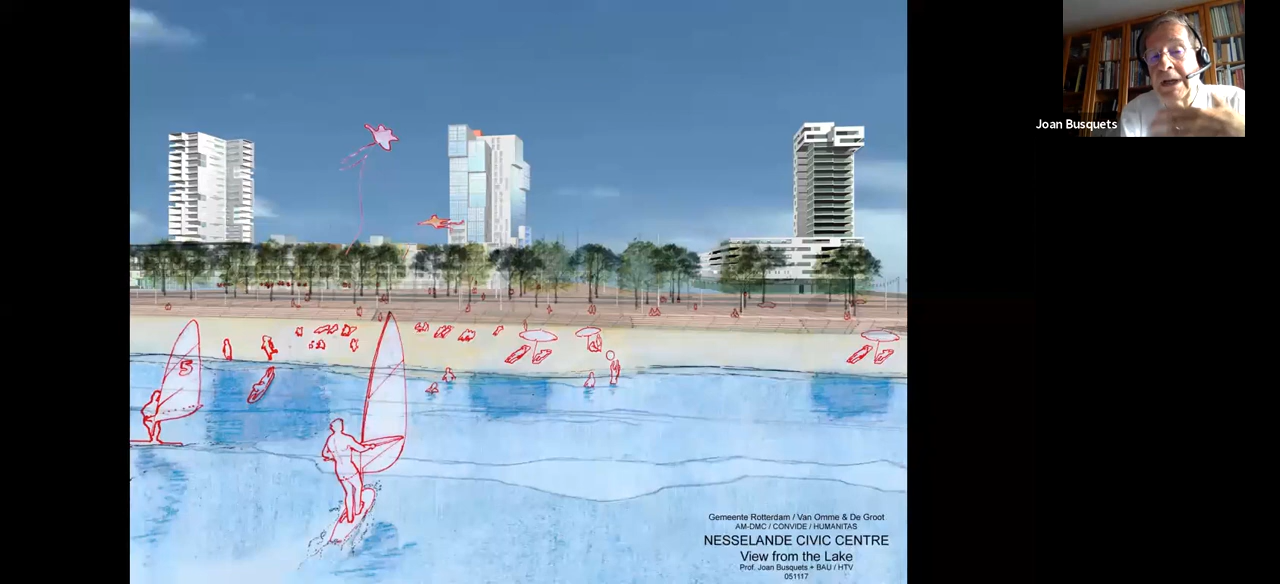 Joan Busquets
5
Gemeente Rotterdam / Van Omme & De Groot
AM-DMC / CONVIDE / HUMANITAS
NESSELANDE CIVIC CENTRE
View from the Lake
Prof. Joan Busquets + BAU / HTV
051117